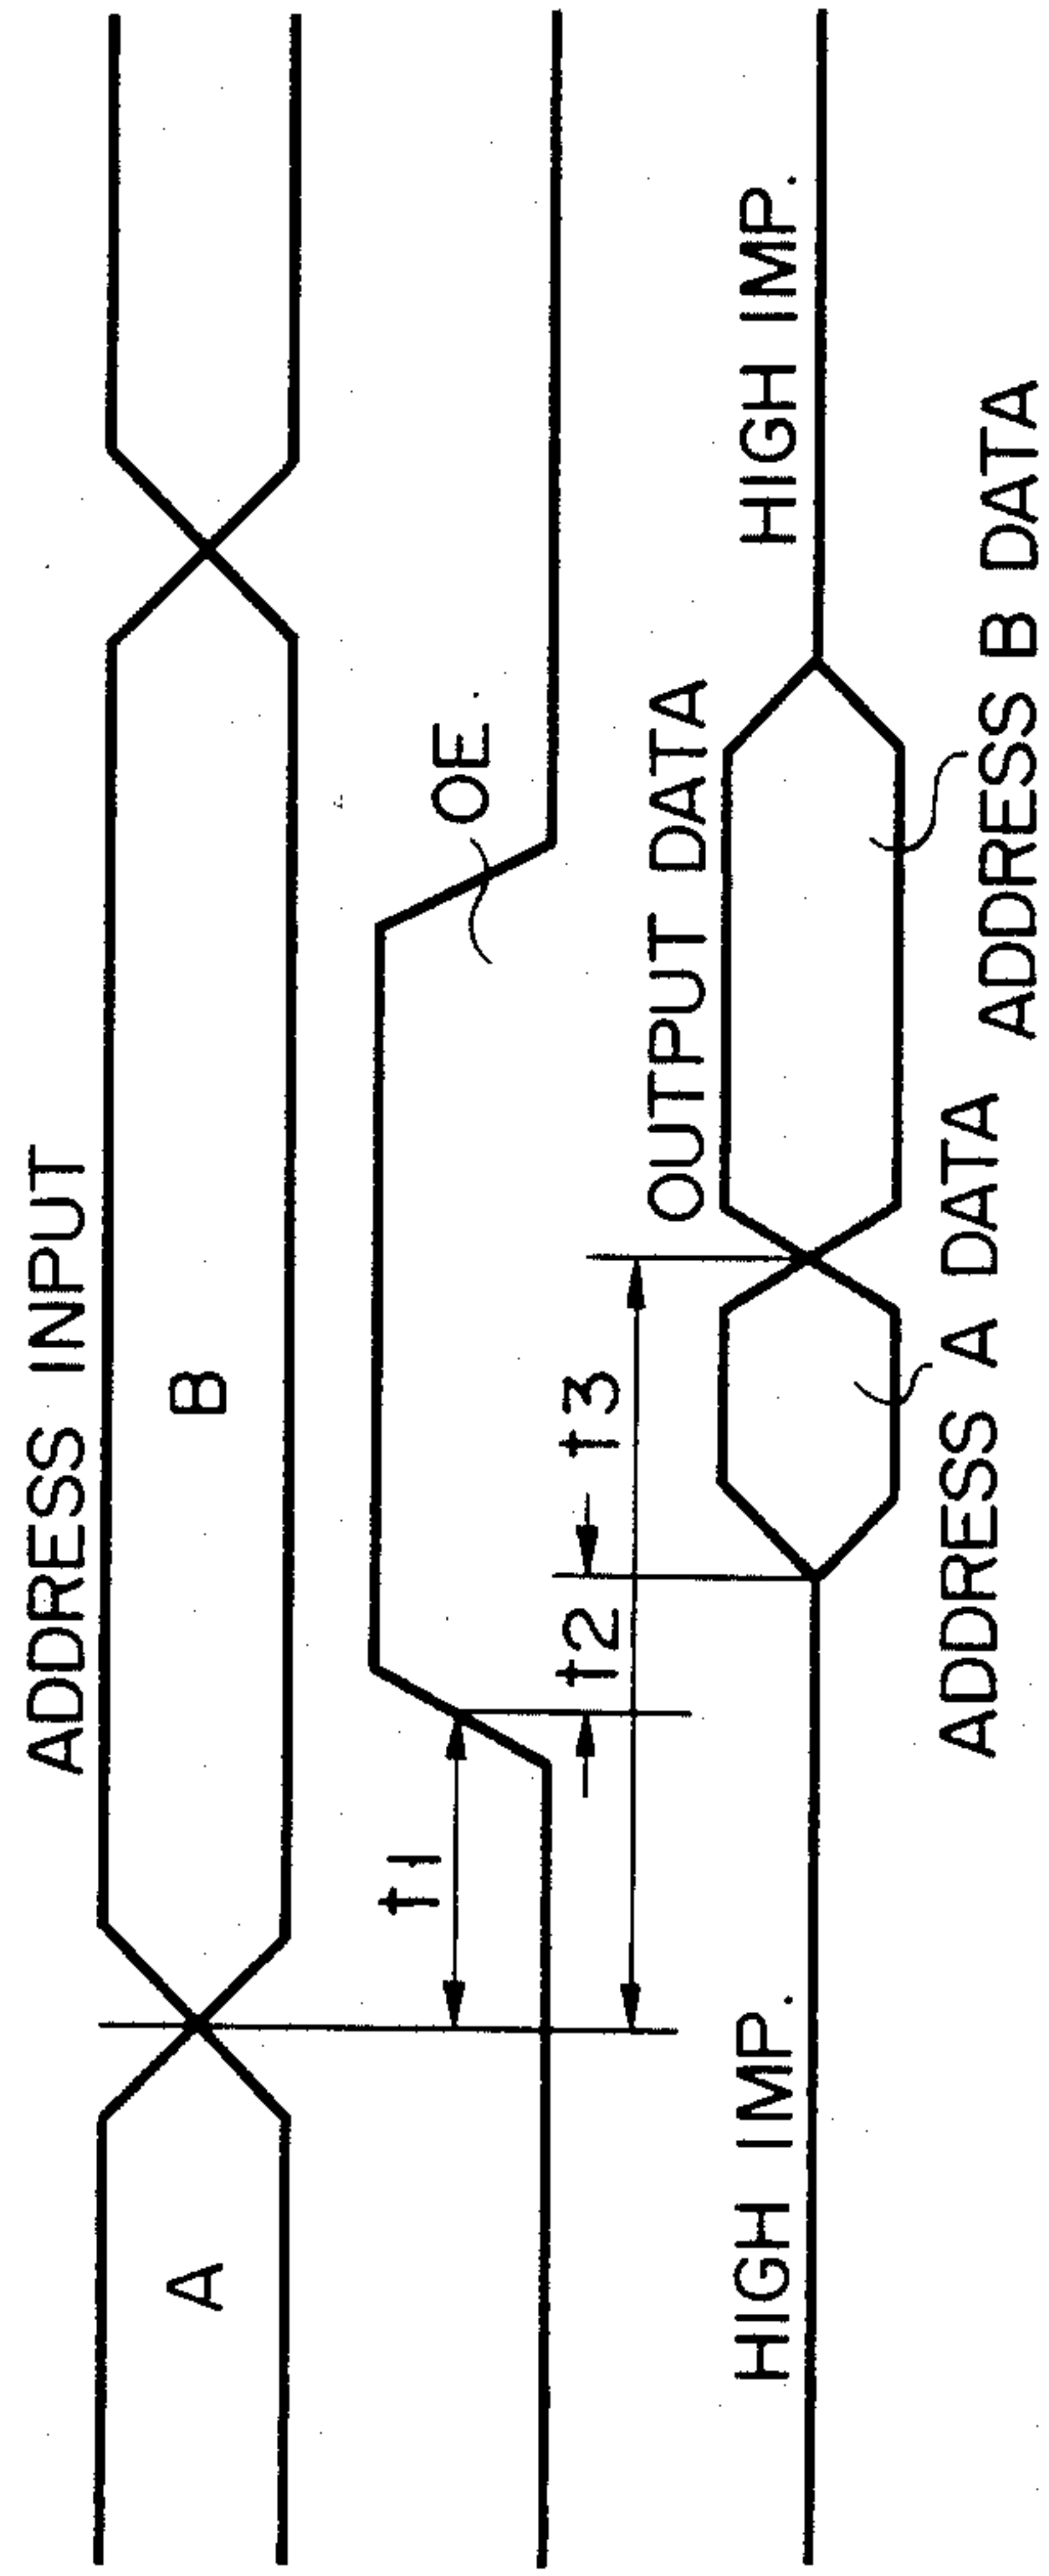 ADDRESS INPUT
A
B
t1
OE
t2
t3
OUTPUT DATA
HIGH IMP.
HIGH IMP.
ADDRESS A DATA
ADDRESS B DATA